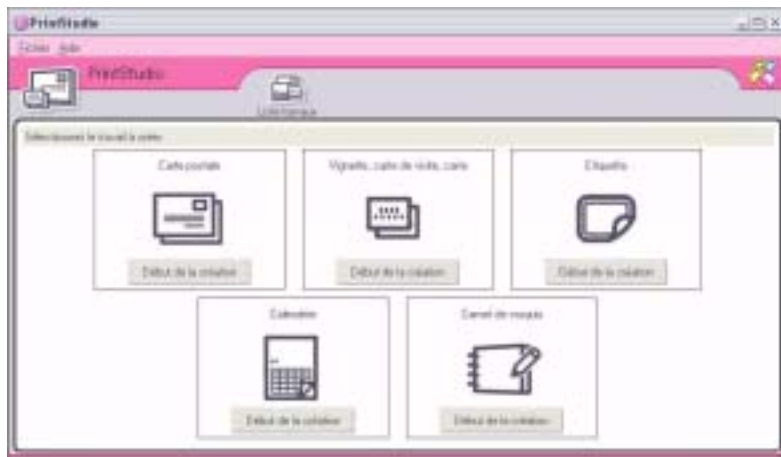 PrintStudio
Fichier Aide
PrintStudio
Liste travaux
Sélectionnez le travail à créer.
Carte postale
Vignette, carte de visite, carte
Etiquette
Début de la création
Début de la création
Début de la création
Calendrier
Carnet de croquis
Début de la création
Début de la création